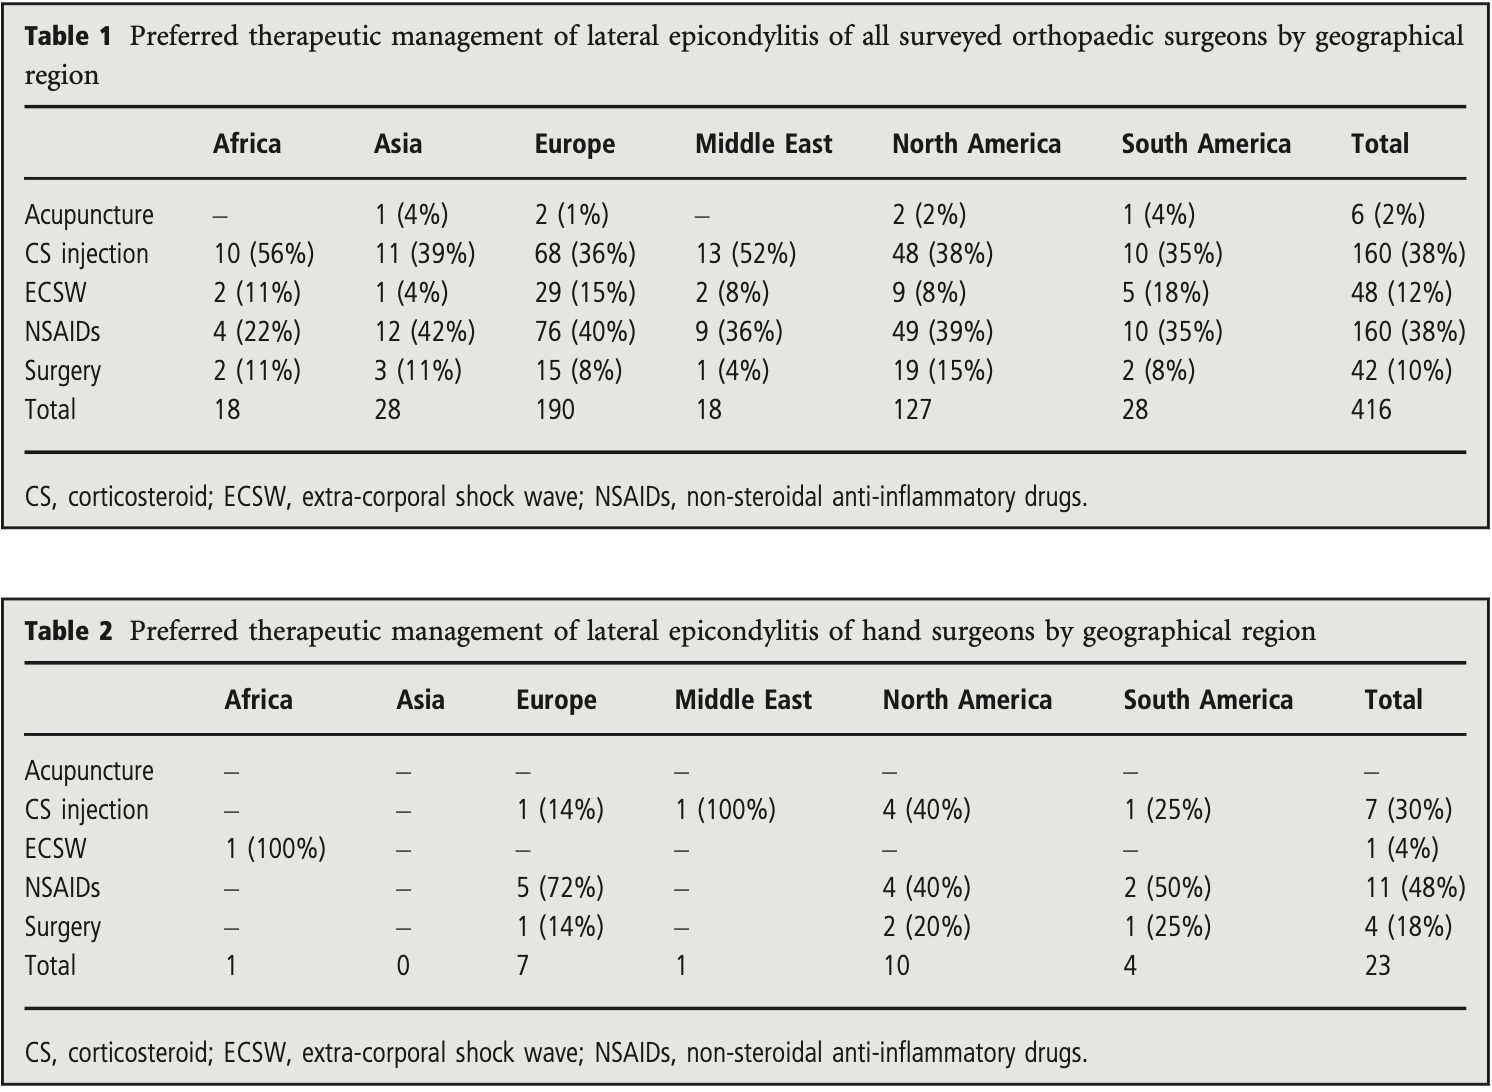 Table 1 Preferred therapeutic management of lateral epicondylitis of all surveyed orthopaedic surgeons by geographical
region
Africa Asia Europe Middle East North America South America Total
Acupuncture – 1 (4%) 2 (1%) – 2 (2%) 1 (4%) 6 (2%)
CS injection 10 (56%) 11 (39%) 68 (36%) 13 (52%) 48 (38%) 10 (35%) 160 (38%)
ECSW 2 (11%) 1 (4%) 29 (15%) 2 (8%) 9 (8%) 5 (18%) 48 (12%)
NSAIDs 4 (22%) 12 (42%) 76 (40%) 9 (36%) 49 (39%) 10 (35%) 160 (38%)
Surgery 2 (11%) 3 (11%) 15 (8%) 1 (4%) 19 (15%) 2 (8%) 42 (10%)
Total 18 28 190 18 127 28 416
CS, corticosteroid; ECSW, extra-corporal shock wave; NSAIDs, non-steroidal anti-inflammatory drugs.
Table 2 Preferred therapeutic management of lateral epicondylitis of hand surgeons by geographical region
Africa Asia Europe Middle East North America South America Total
Acupuncture – – – – – – –
CS injection – – 1 (14%) 1 (100%) 4 (40%) 1 (25%) 7 (30%)
ECSW 1 (100%) – – – – – 1 (4%)
NSAIDs – – 5 (72%) – 4 (40%) 2 (50%) 11 (48%)
Surgery – – 1 (14%) – 2 (20%) 1 (25%) 4 (18%)
Total 1 0 7 1 10 4 23
CS, corticosteroid; ECSW, extra-corporal shock wave; NSAIDs, non-steroidal anti-inflammatory drugs.